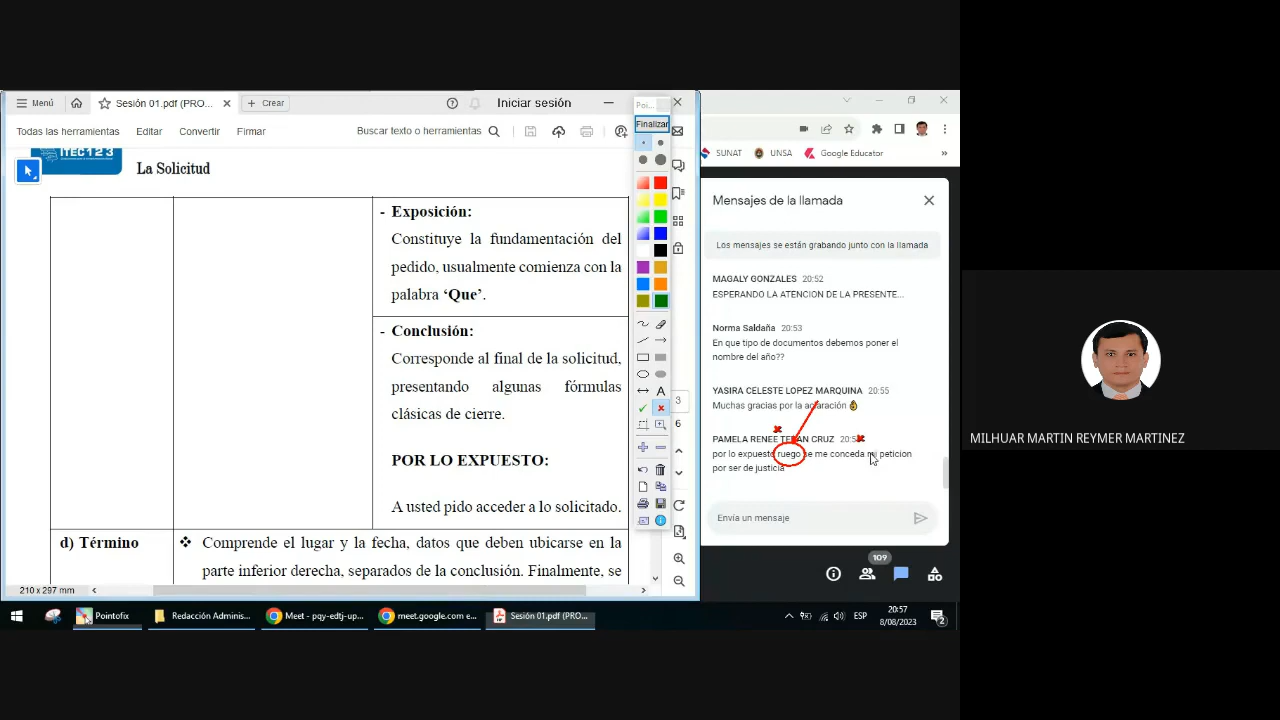 Menú
Sesión 01.pdf (PRO...
Crear
Iniciar sesión
Poi...
Finalizar
Todas las herramientas
Editar
Convertir
Firmar
Buscar texto o herramientas
ITEC123
La Solicitud
- Exposición:
Constituye la fundamentación del
pedido, usualmente comienza con la
palabra ‘Que’.
- Conclusión:
Corresponde al final de la solicitud,
presentando algunas fórmulas
clásicas de cierre.
POR LO EXPUESTO:
A usted pido acceder a lo solicitado.
d) Término
❖ Comprende el lugar y la fecha, datos que deben ubicarse en la
parte inferior derecha, separados de la conclusión. Finalmente, se
210 x 297 mm
A
3
6
SUNAT
UNSA
Google Educator
»
Mensajes de la llamada
Los mensajes se están grabando junto con la llamada
MAGALY GONZALES 20:52
ESPERANDO LA ATENCION DE LA PRESENTE...
Norma Saldaña 20:53
En que tipo de documentos debemos poner el
nombre del año??
YASIRA CELESTE LOPEZ MARQUINA 20:55
Muchas gracias por la aclaración
PAMELA RENEE CRUZ
por lo expuesto ruego se me conceda mi peticion
por ser de justicia
Envía un mensaje
109
MILHUAR MARTIN REYMER MARTINEZ
Pointofix
Redacción Adminis...
Meet - pqy-edtj-up...
meet.google.com e...
Sesión 01.pdf (PRO...
ESP
20:57
8/08/2023
2